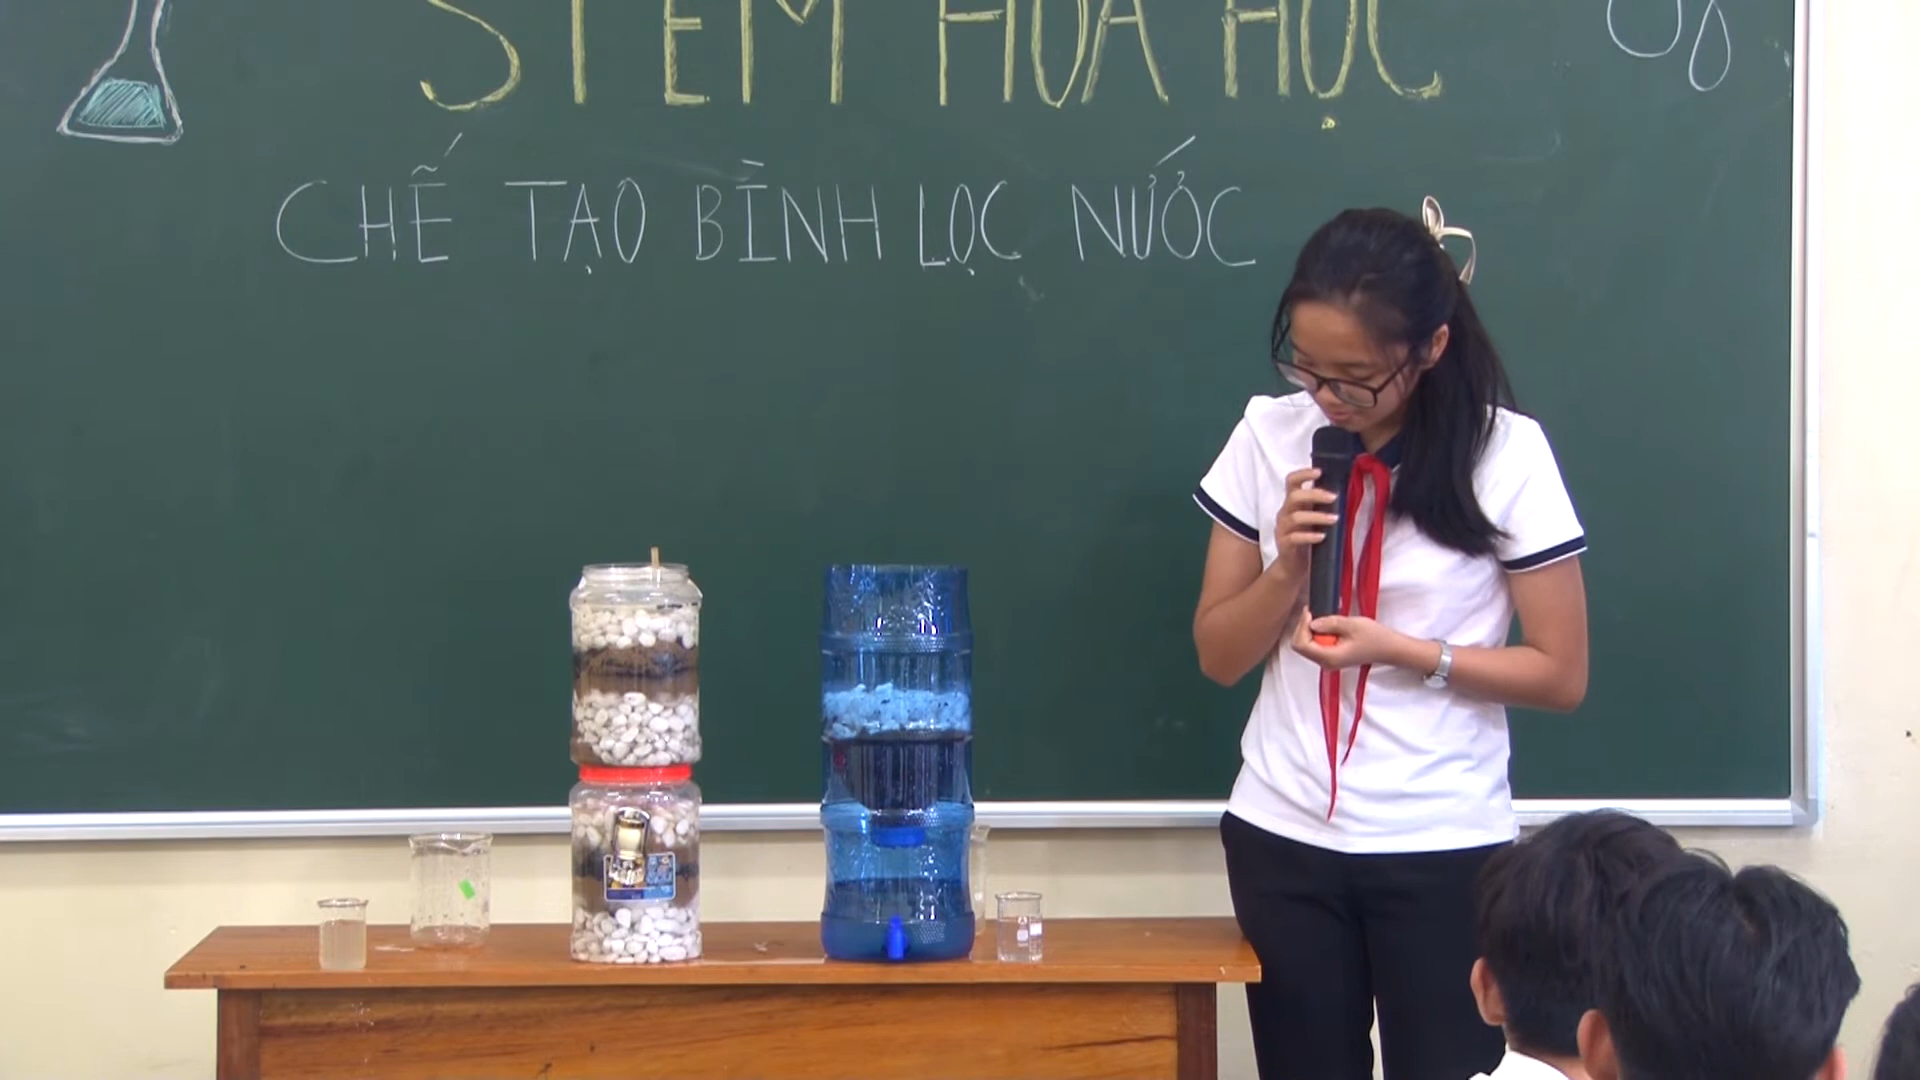 STEM HÓA HỌC
CHẾ TẠO BÌNH LỌC NƯỚC